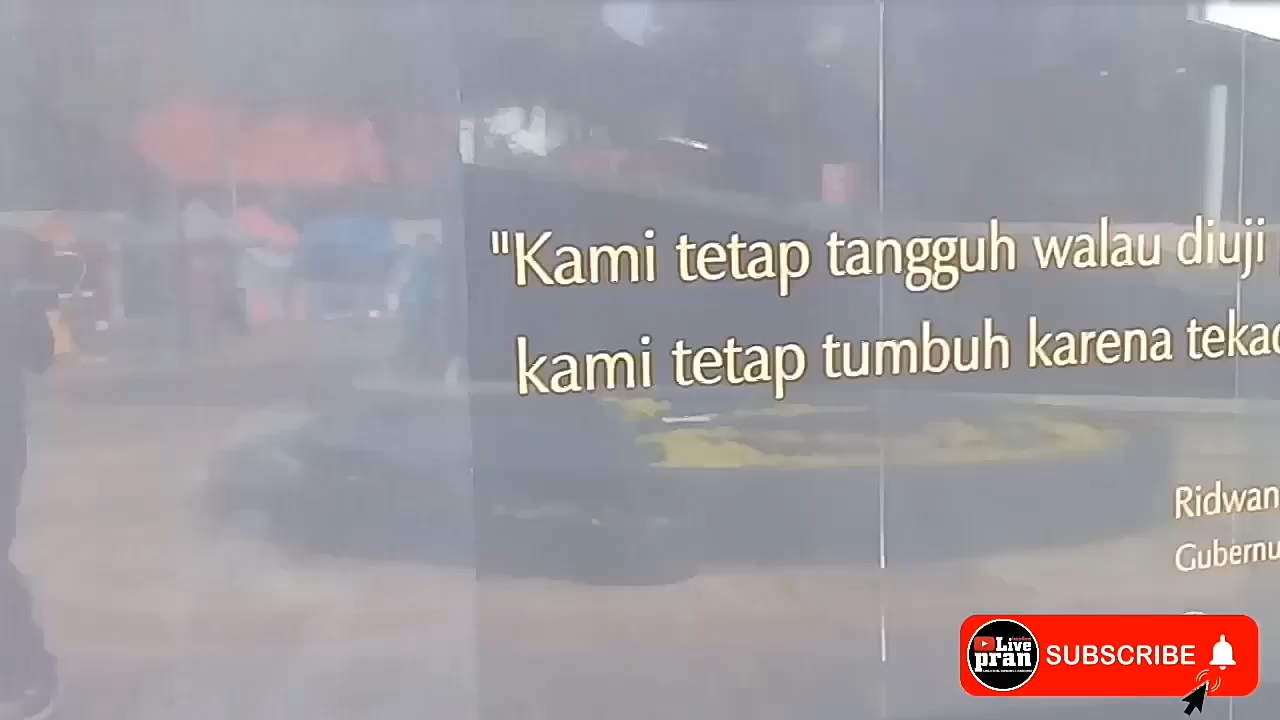 "Kami tetap tangguh walau diuji
kami tetap tumbuh karena tekad
Ridwan
Gubernu
Live
pran
SUBSCRIBE